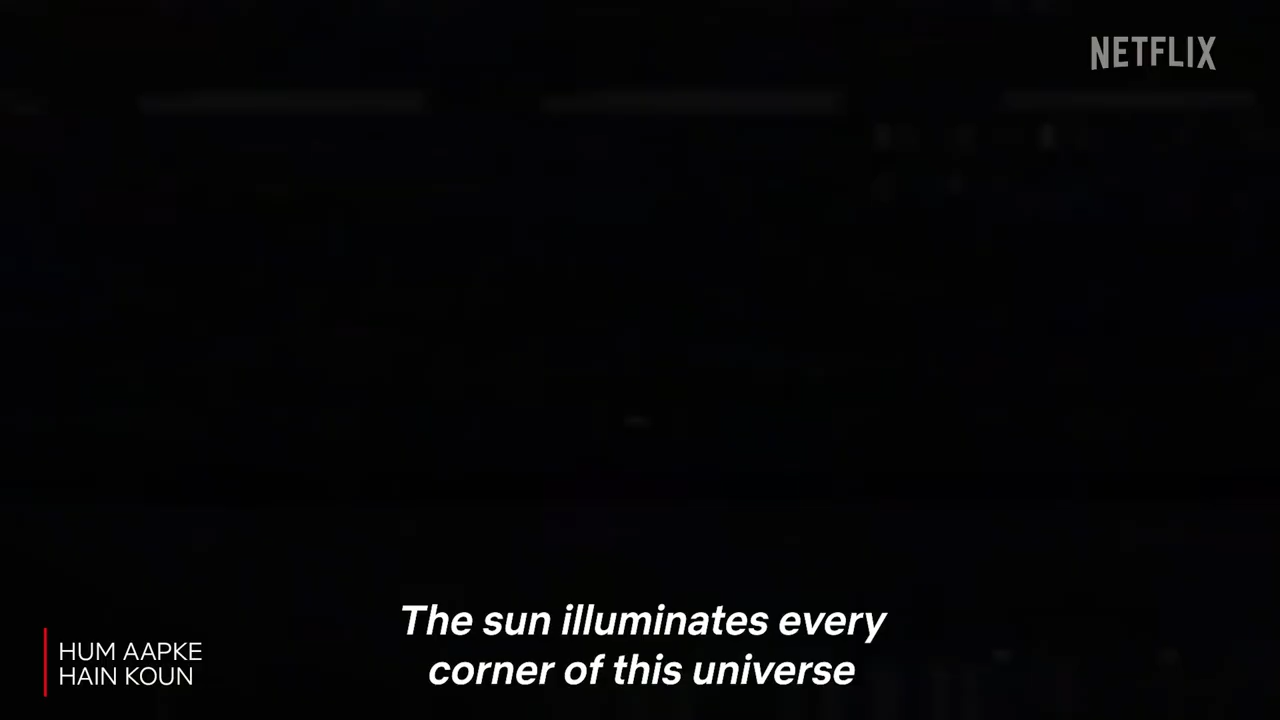 NETFLIX
The sun illuminates every
corner of this universe
HUM AAPKE
HAIN KOUN